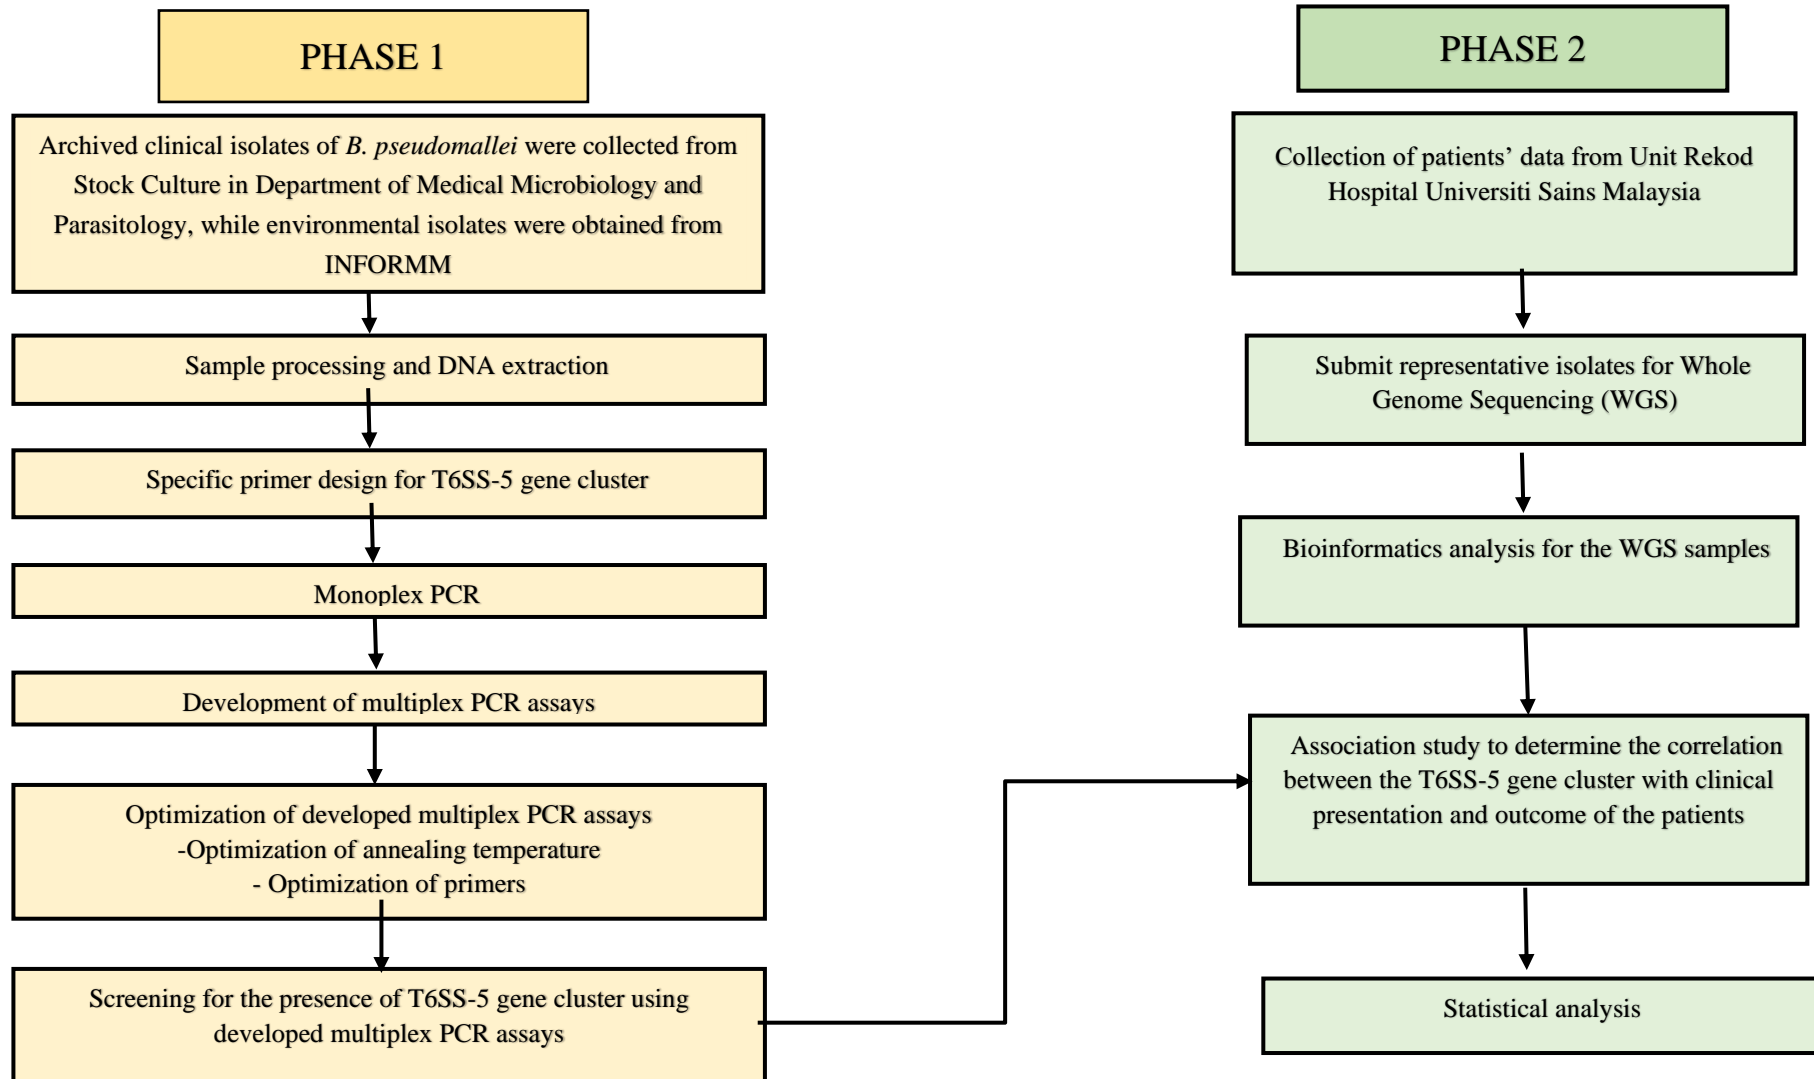 PHASE 1
Archived clinical isolates of B. pseudomallei were collected from
Stock Culture in Department of Medical Microbiology and
Parasitology, while environmental isolates were obtained from
INFORMM
Sample processing and DNA extraction
Specific primer design for T6SS-5 gene cluster
Monoplex PCR
Development of multiplex PCR assays
Optimization of developed multiplex PCR assays
-Optimization of annealing temperature
- Optimization of primers
Screening for the presence of T6SS-5 gene cluster using
developed multiplex PCR assays
PHASE 2
Collection of patients’ data from Unit Rekod
Hospital Universiti Sains Malaysia
Submit representative isolates for Whole
Genome Sequencing (WGS)
Bioinformatics analysis for the WGS samples
Association study to determine the correlation
between the T6SS-5 gene cluster with clinical
presentation and outcome of the patients
Statistical analysis